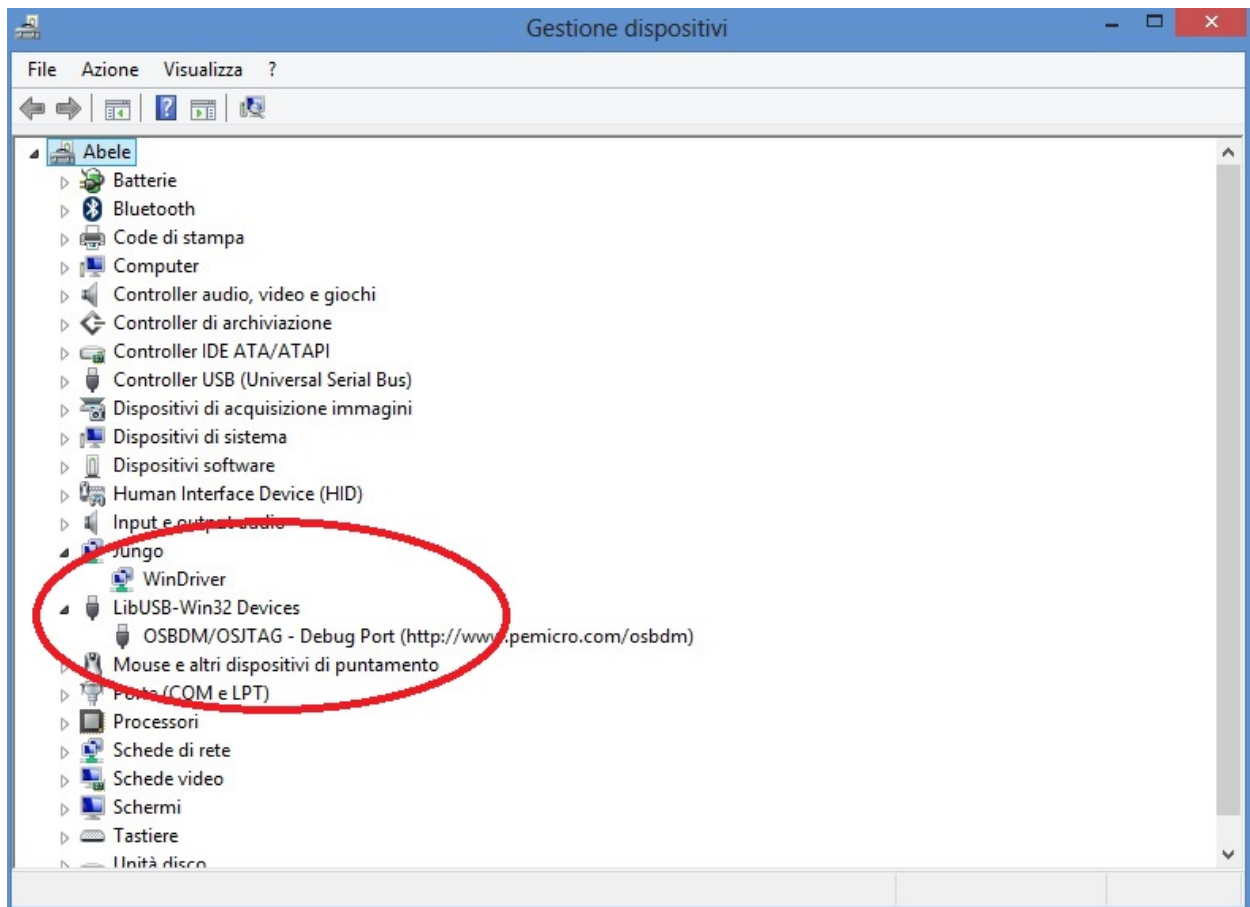 Gestione dispositivi
File Azione Visualizza ?
Abele
Batterie
Bluetooth
Code di stampa
Computer
Controller audio, video e giochi
Controller di archiviazione
Controller IDE ATA/ATAPI
Controller USB (Universal Serial Bus)
Dispositivi di acquisizione immagini
Dispositivi di sistema
Dispositivi software
Human Interface Device (HID)
Input e output audio
Jungo
WinDriver
LibUSB-Win32 Devices
OSBDM/OSJTAG - Debug Port (http://www.pemicro.com/osbdm)
Mouse e altri dispositivi di puntamento
Porte (COM e LPT)
Processori
Schede di rete
Schede video
Schermi
Tastiere
Unità disco